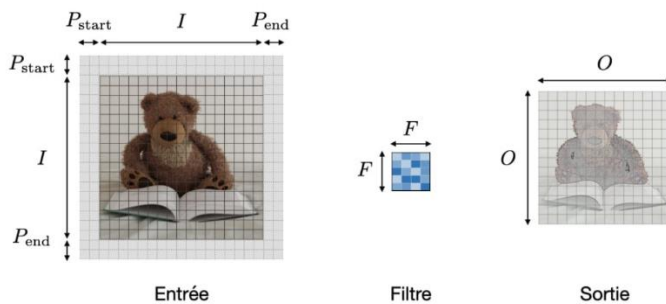 P_start I P_end
P_start
I
P_end
F
F
O
O
Entrée Filtre Sortie